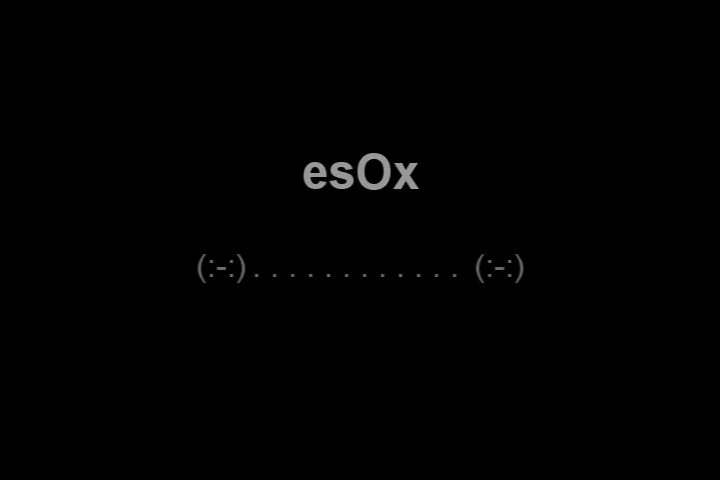 esOx
(:-:). . . . . . . . . . . . (:-:)